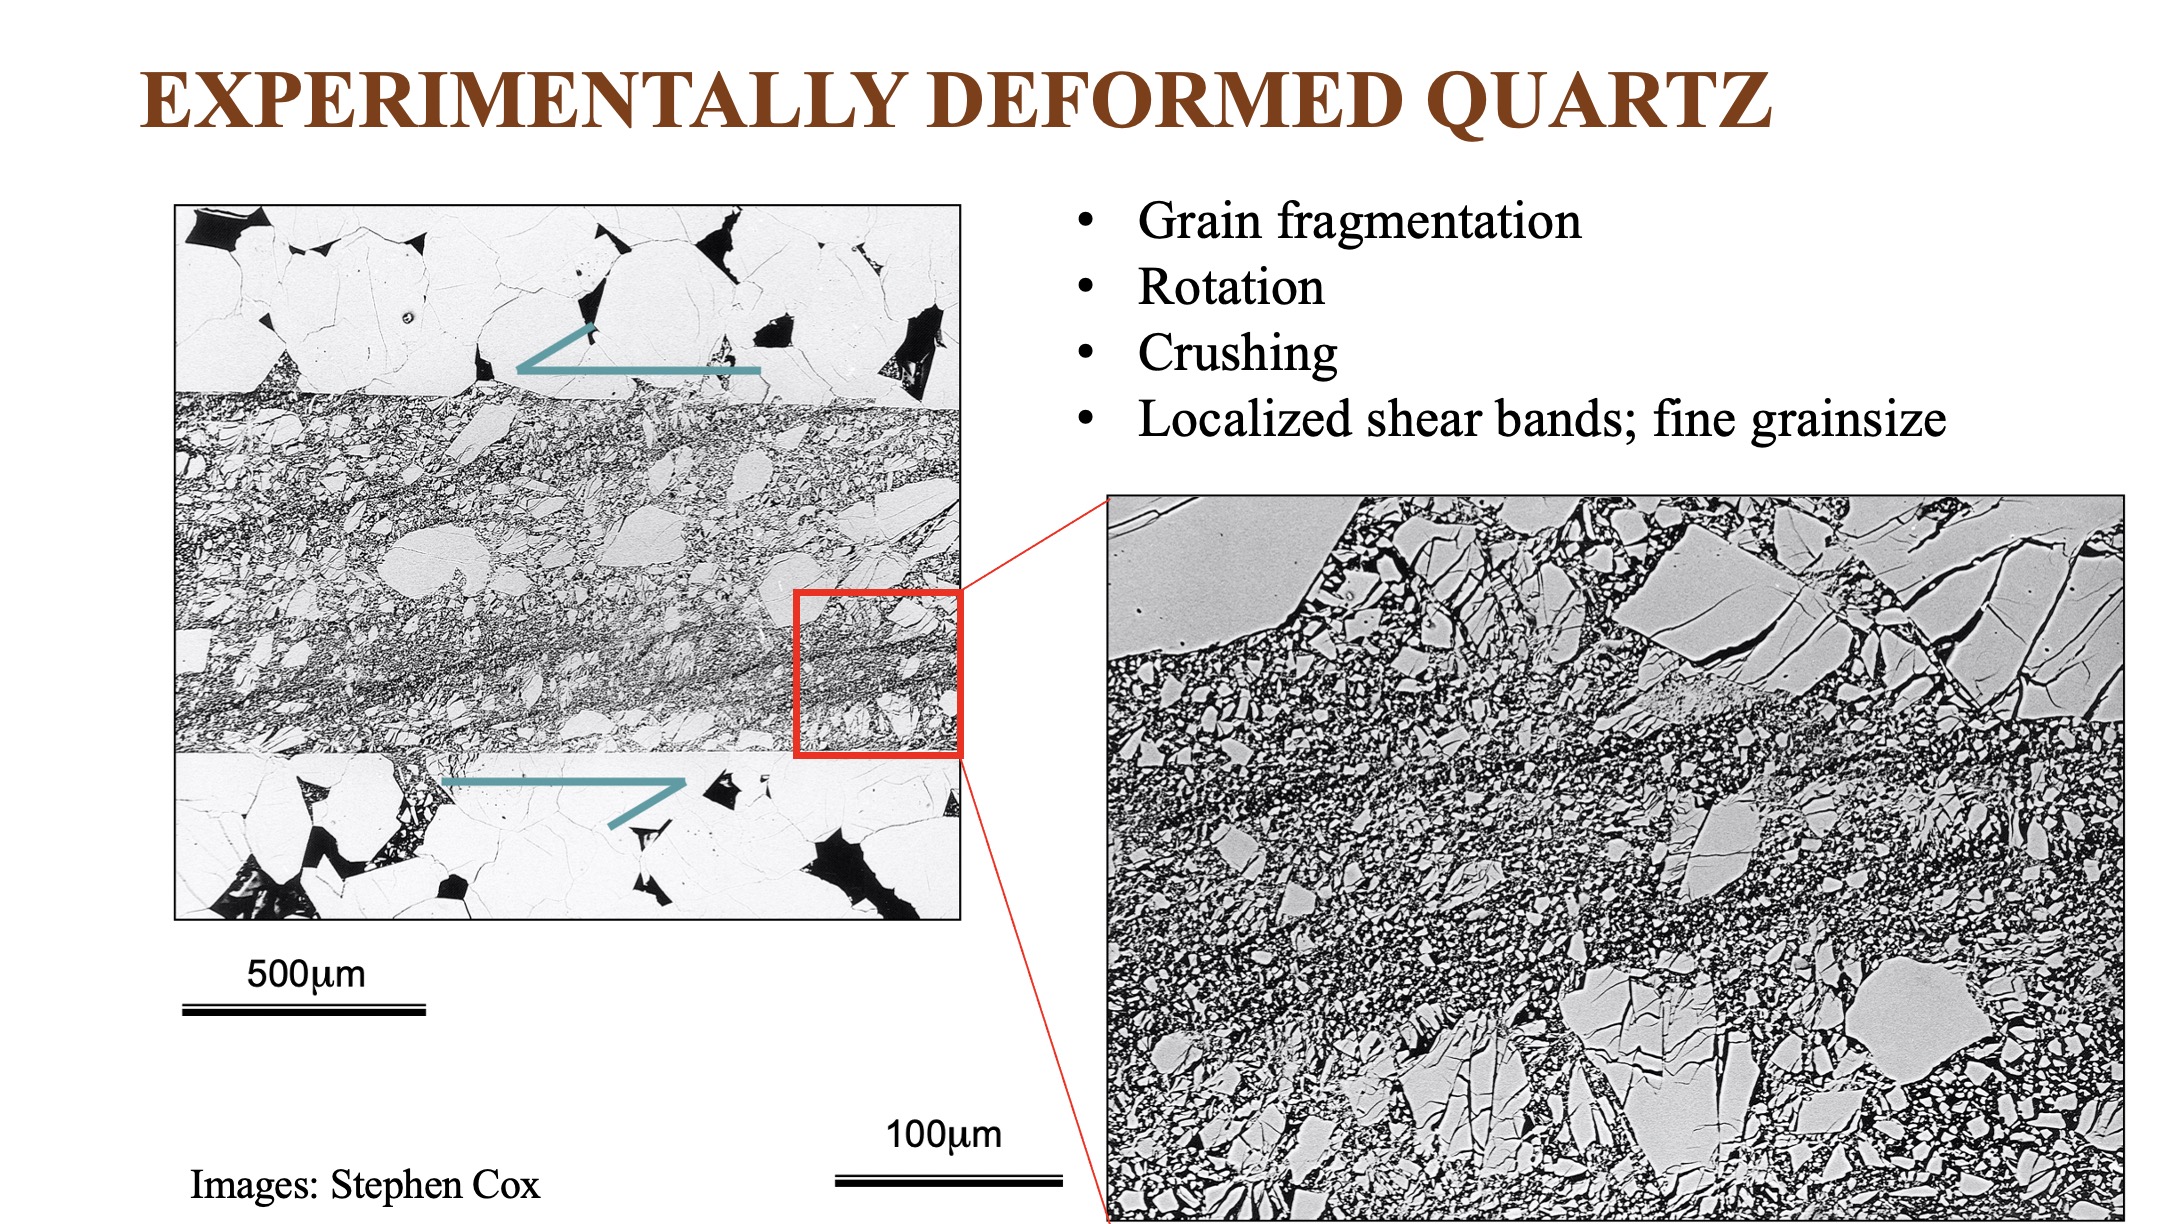 EXPERIMENTALLY DEFORMED QUARTZ
• Grain fragmentation
• Rotation
• Crushing
• Localized shear bands; fine grainsize
500μm
100μm
Images: Stephen Cox